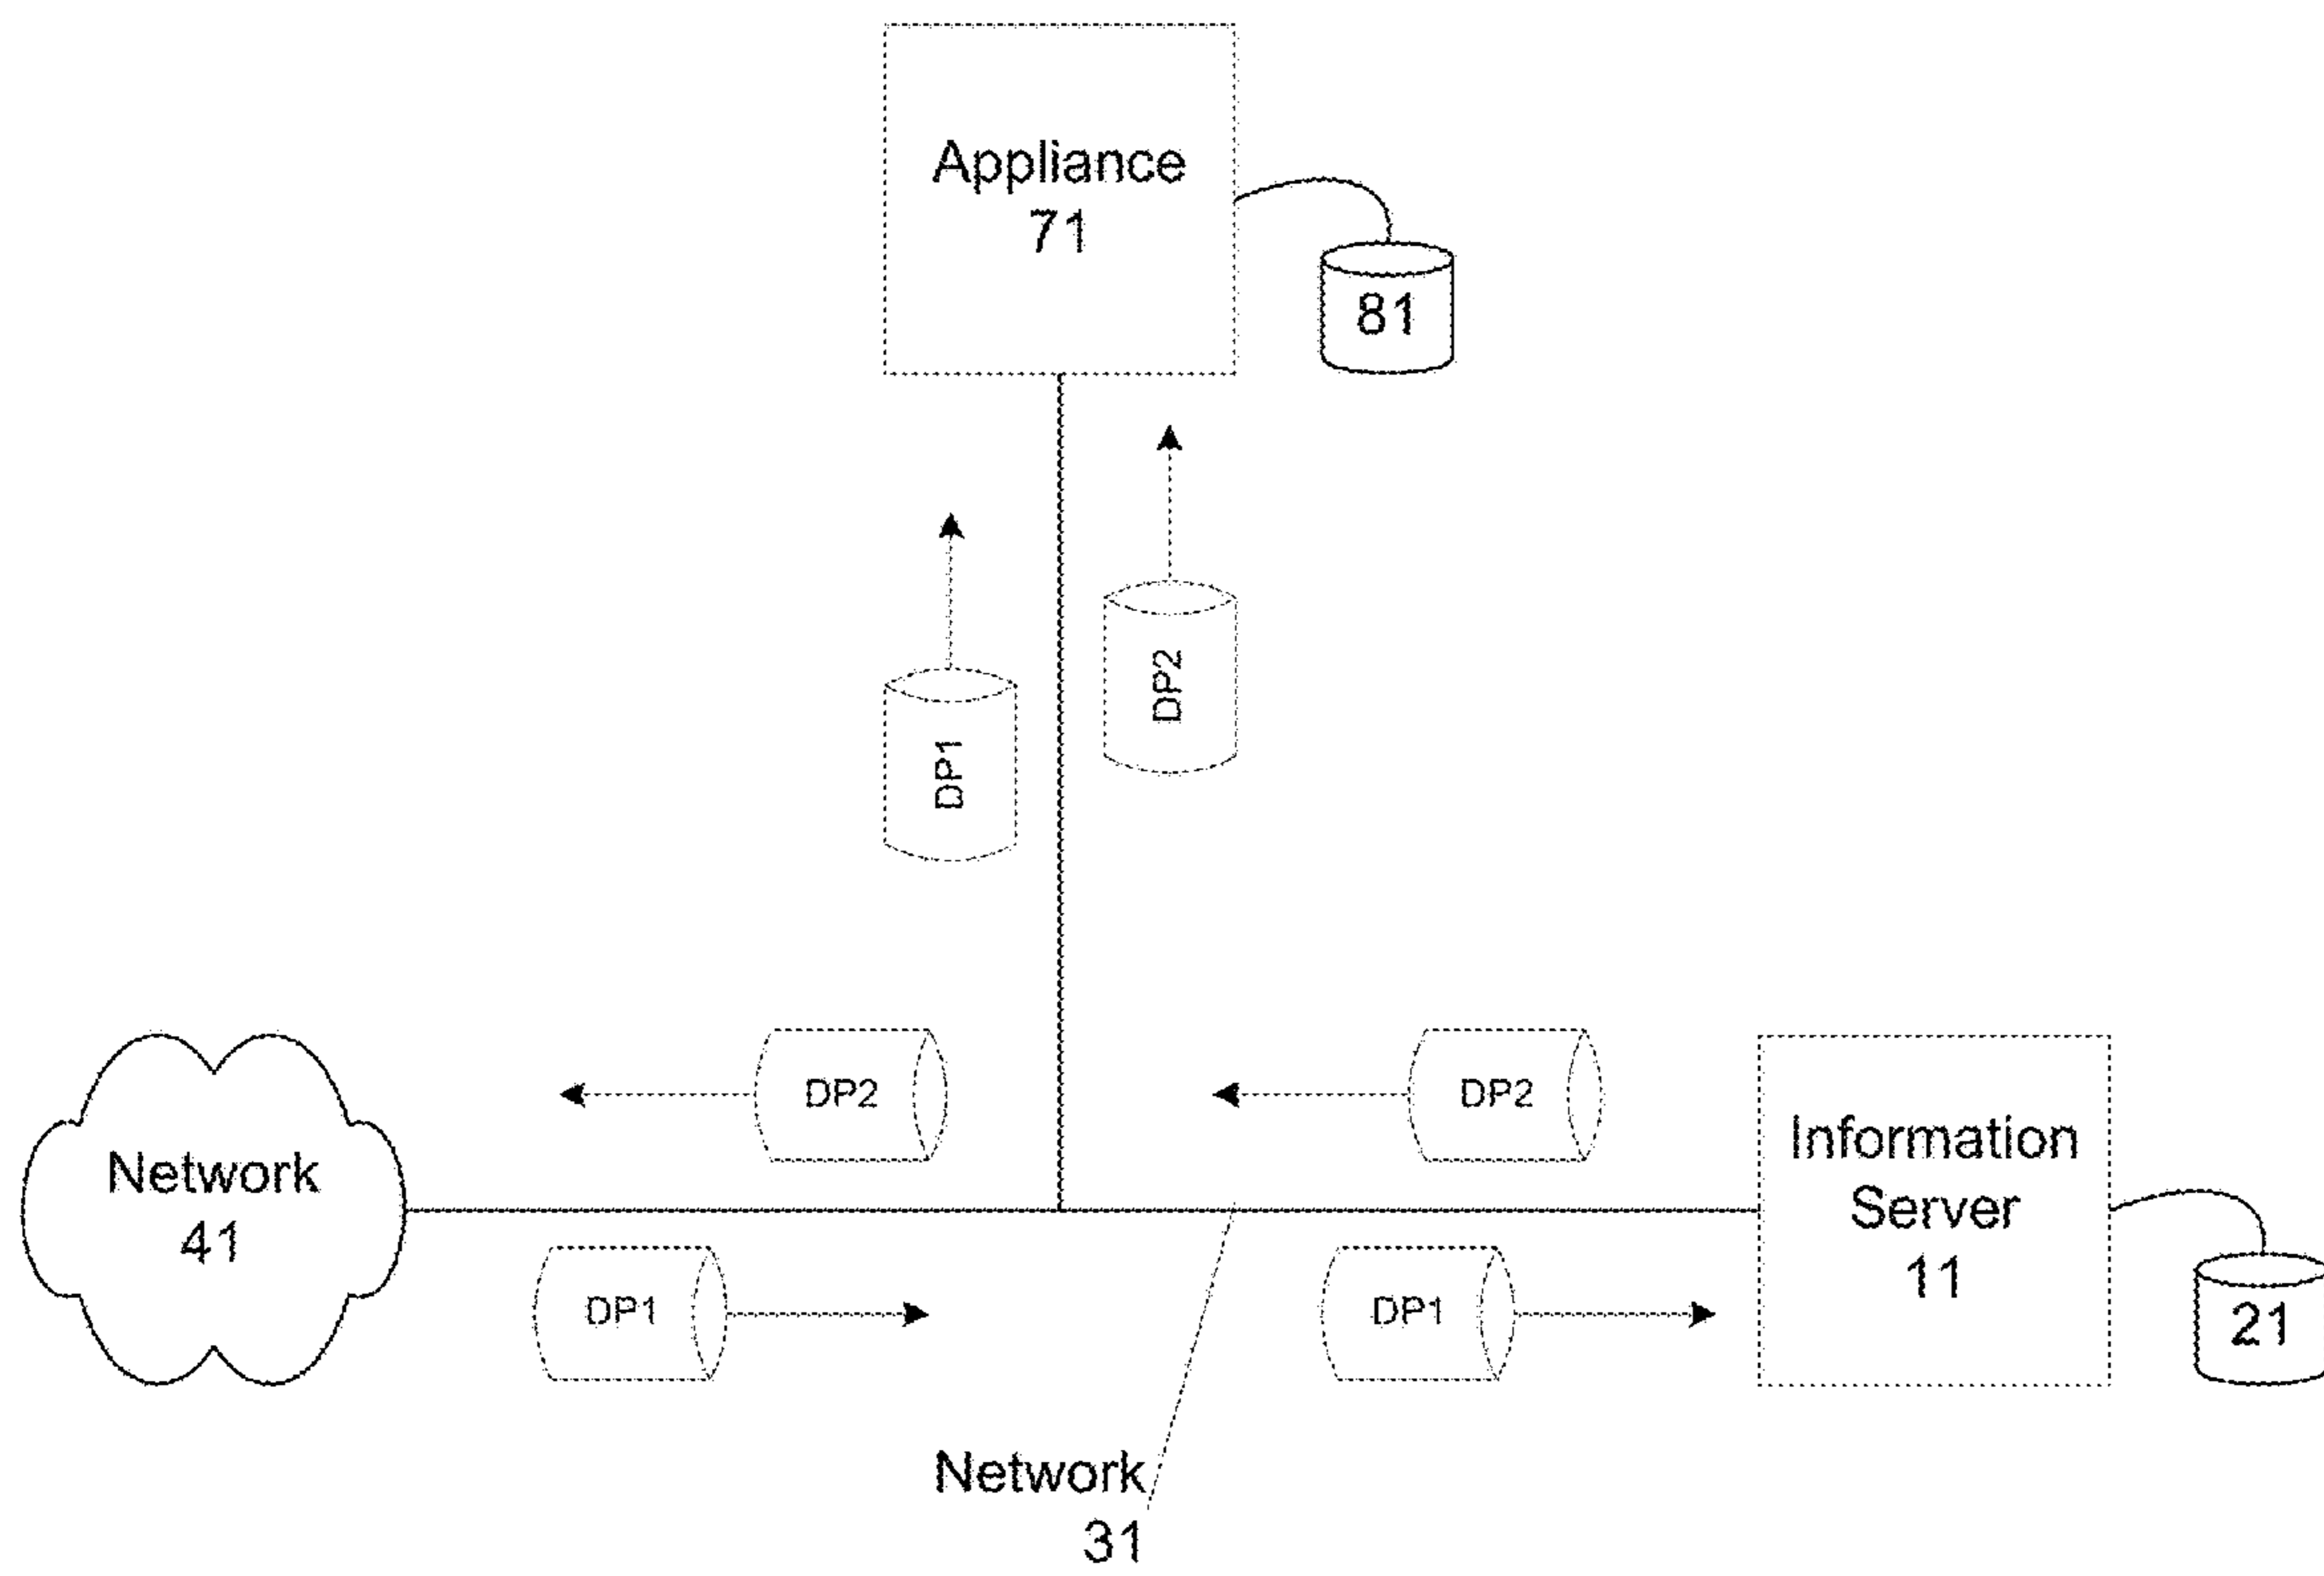 Appliance
71
81
DP2
DP1
DP2
DP2
Network
41
Information
Server
11
DP1
DP1
21
Network
31